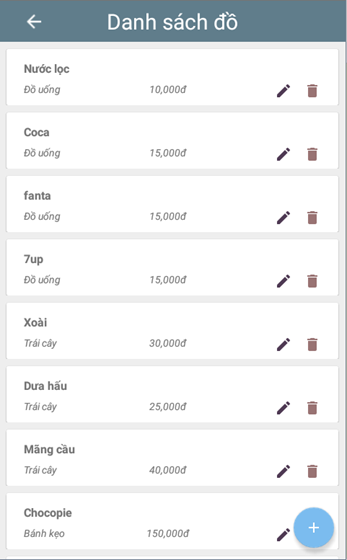 Danh sách đồ
Nước lọc
Đồ uống 10,000đ
Coca
Đồ uống 15,000đ
fanta
Đồ uống 15,000đ
7up
Đồ uống 15,000đ
Xoài
Trái cây 30,000đ
Dưa hấu
Trái cây 25,000đ
Mãng cầu
Trái cây 40,000đ
Chocopie
Bánh kẹo 150,000đ